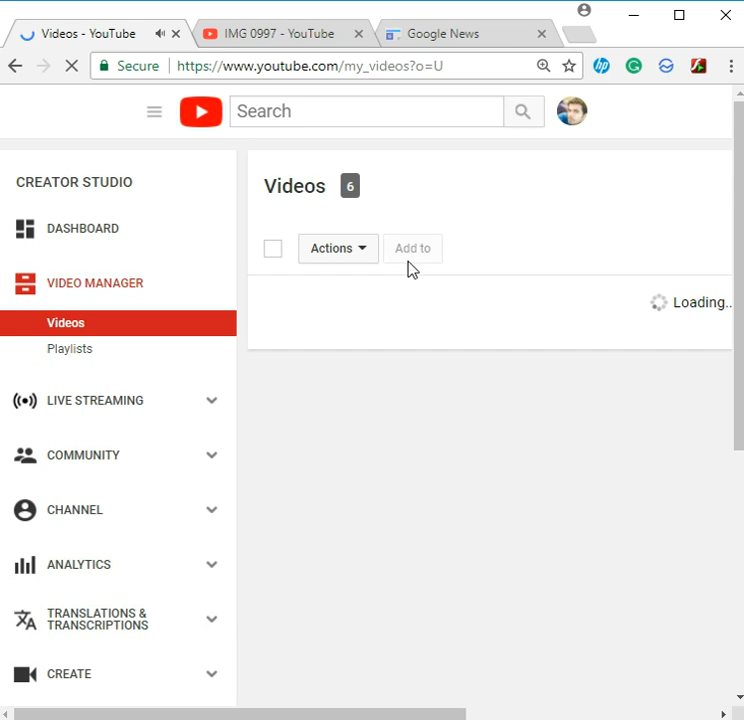 Videos - YouTube
IMG 0997 - YouTube
Google News
Secure
https://www.youtube.com/my_videos?o=U
hp
Search
CREATOR STUDIO
DASHBOARD
VIDEO MANAGER
Videos
Playlists
LIVE STREAMING
COMMUNITY
CHANNEL
ANALYTICS
TRANSLATIONS &
TRANSCRIPTIONS
CREATE
Videos 6
Actions
Add to
Loading..